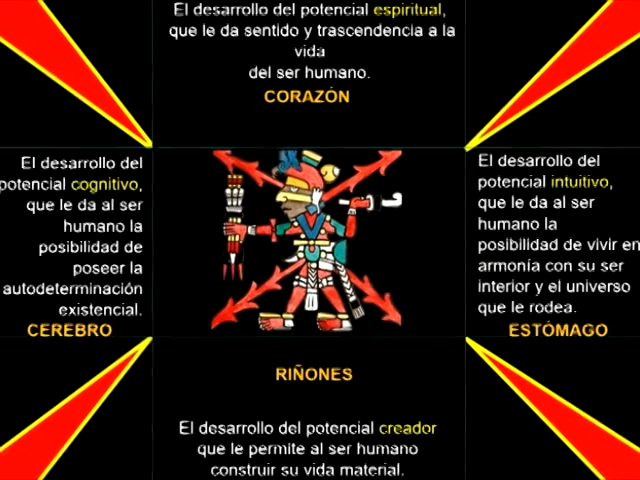 El desarrollo del potencial espiritual,
que le da sentido y trascendencia a la
vida
del ser humano.
CORAZÓN
El desarrollo del
potencial cognitivo,
que le da al ser
humano la
posibilidad de
poseer la
autodeterminación
existencial.
CEREBRO
El desarrollo del
potencial intuitivo,
que le da al ser
humano la
posibilidad de vivir en
armonía con su ser
interior y el universo
que le rodea.
ESTÓMAGO
RIÑONES
El desarrollo del potencial creador
que le permite al ser humano
construir su vida material.